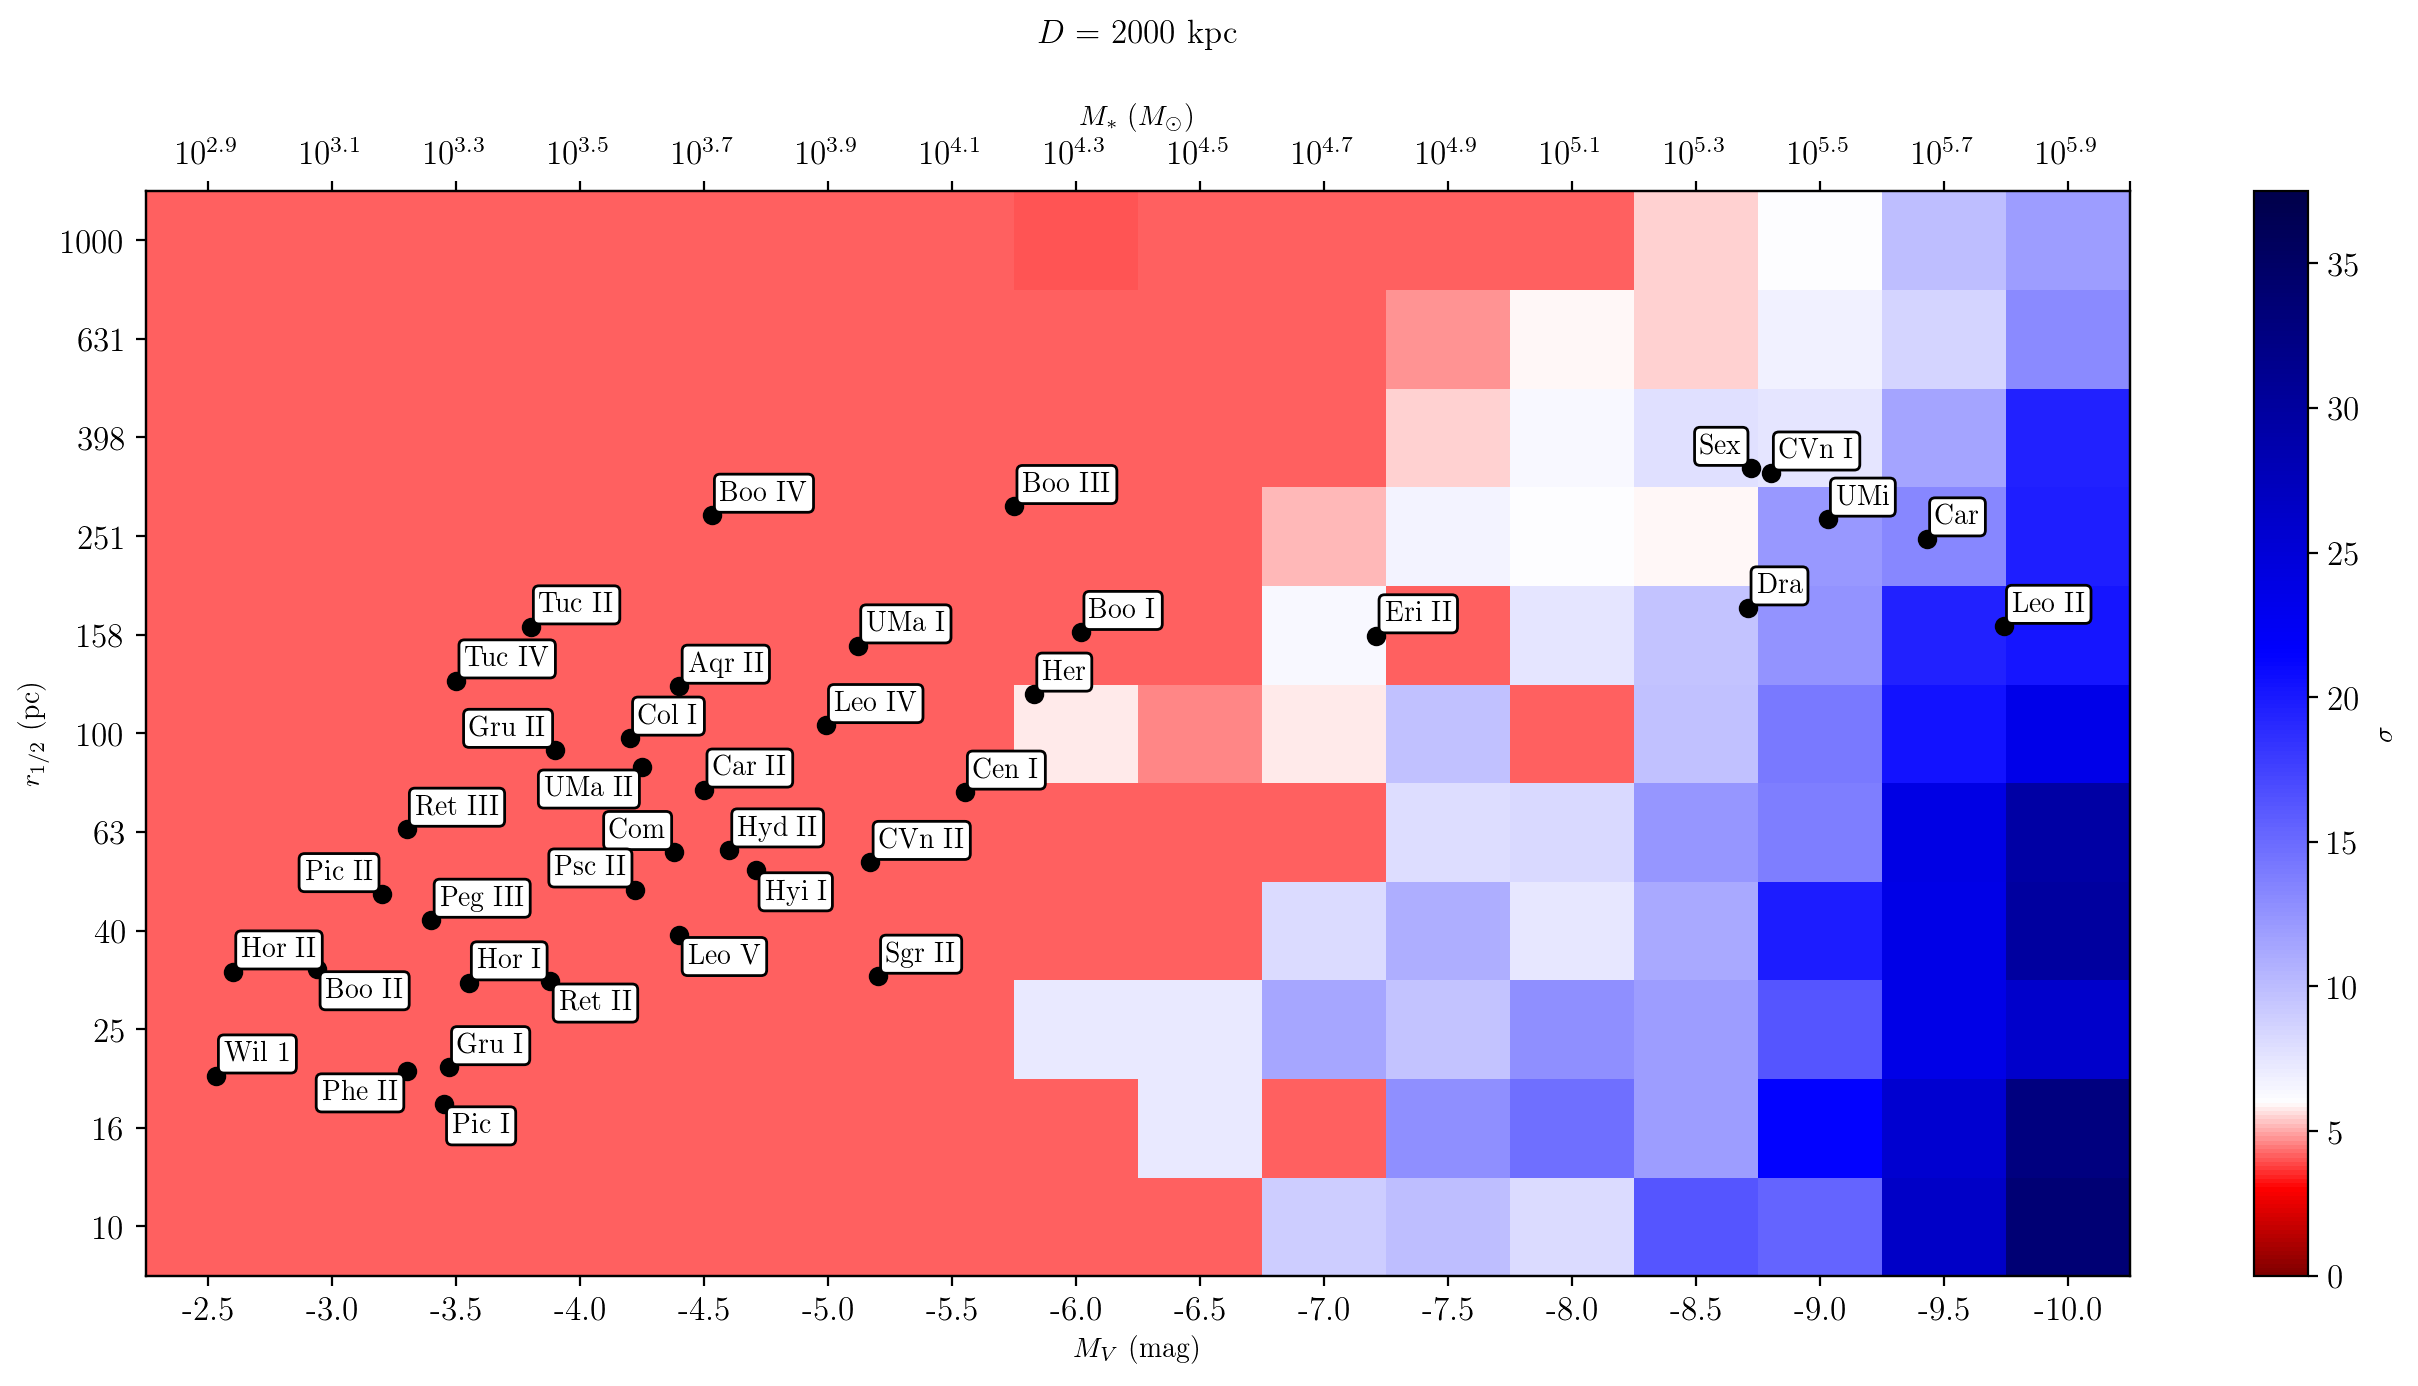 D = 2000 kpc
M* (M⊙)
10^2.9 10^3.1 10^3.3 10^3.5 10^3.7 10^3.9 10^4.1 10^4.3 10^4.5 10^4.7 10^4.9 10^5.1 10^5.3 10^5.5 10^5.7 10^5.9
1000
631
398
251
158
100
63
40
25
16
10
r1/2 (pc)
Sex
CVn I
Boo IV
Boo III
UMi
Car
Dra
Tuc II
Leo II
Boo I
Eri II
UMa I
Tuc IV
Aqr II
Her
Leo IV
Col I
Gru II
Car II
Cen I
UMa II
Ret III
Com
Hyd II
CVn II
Psc II
Pic II
Hyi I
Peg III
Hor II
Leo V
Sgr II
Hor I
Boo II
Ret II
Gru I
Wil 1
Phe II
Pic I
-2.5 -3.0 -3.5 -4.0 -4.5 -5.0 -5.5 -6.0 -6.5 -7.0 -7.5 -8.0 -8.5 -9.0 -9.5 -10.0
MV (mag)
35
30
25
20
15
10
5
0
σ